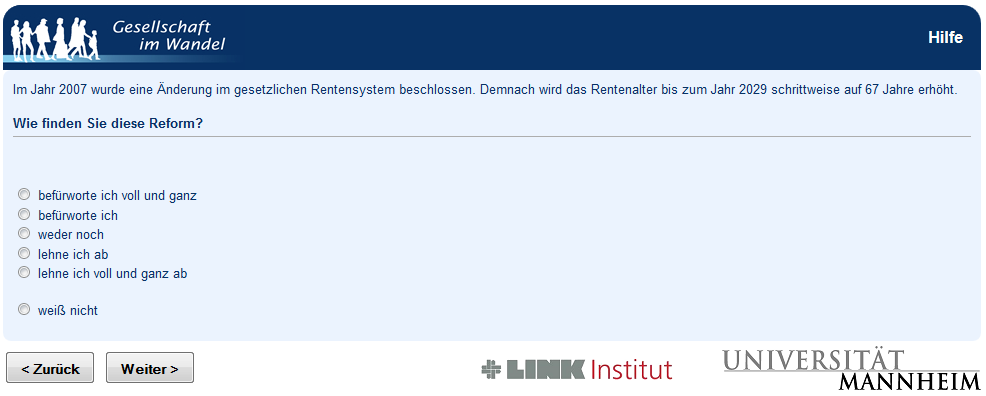 Gesellschaft
im Wandel
Hilfe
Im Jahr 2007 wurde eine Änderung im gesetzlichen Rentensystem beschlossen. Demnach wird das Rentenalter bis zum Jahr 2029 schrittweise auf 67 Jahre erhöht.
Wie finden Sie diese Reform?
befürworte ich voll und ganz
befürworte ich
weder noch
lehne ich ab
lehne ich voll und ganz ab
weiß nicht
< Zurück
Weiter >
LINK Institut
UNIVERSITÄT
MANNHEIM